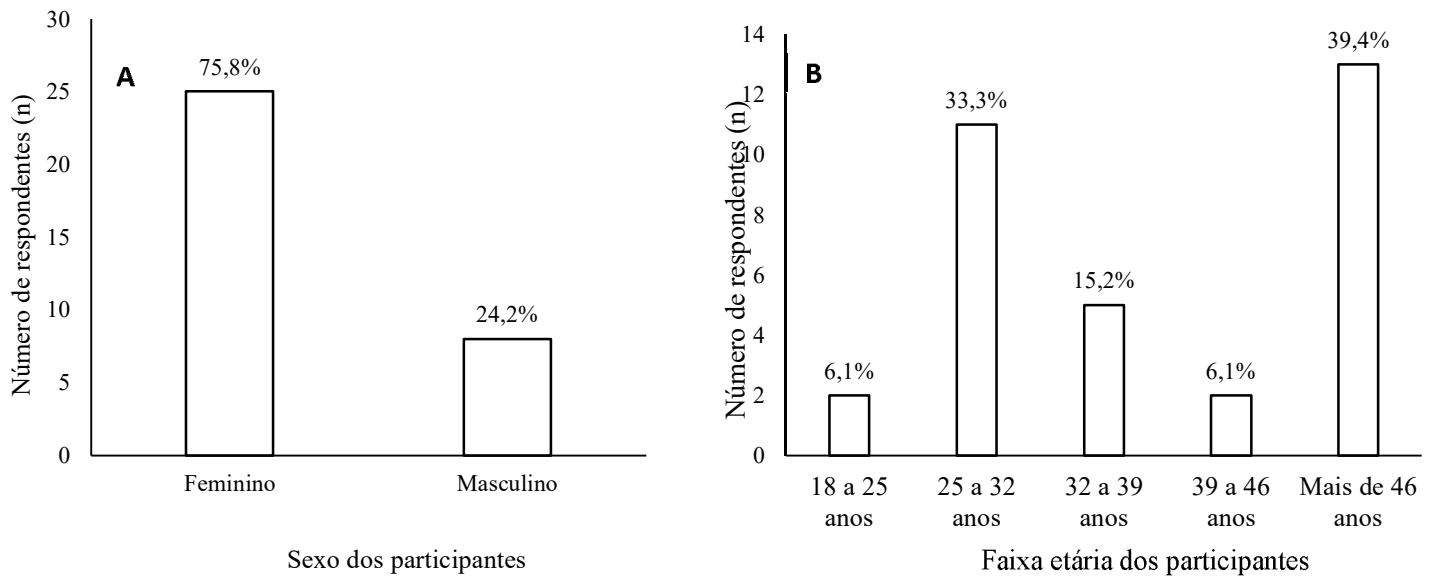 A
Número de respondentes (n)
30
25
20
15
10
5
0
75,8%
24,2%
Feminino
Masculino
Sexo dos participantes
B
Número de respondentes (n)
14
12
10
8
6
4
2
0
6,1%
33,3%
15,2%
6,1%
39,4%
18 a 25
anos
25 a 32
anos
32 a 39
anos
39 a 46
anos
Mais de 46
anos
Faixa etária dos participantes